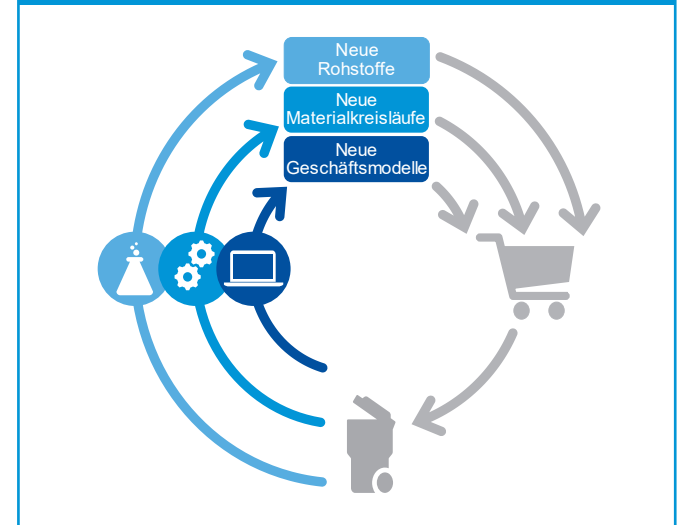 Neue
Rohstoffe
Neue
Materialkreisläufe
Neue
Geschäftsmodelle